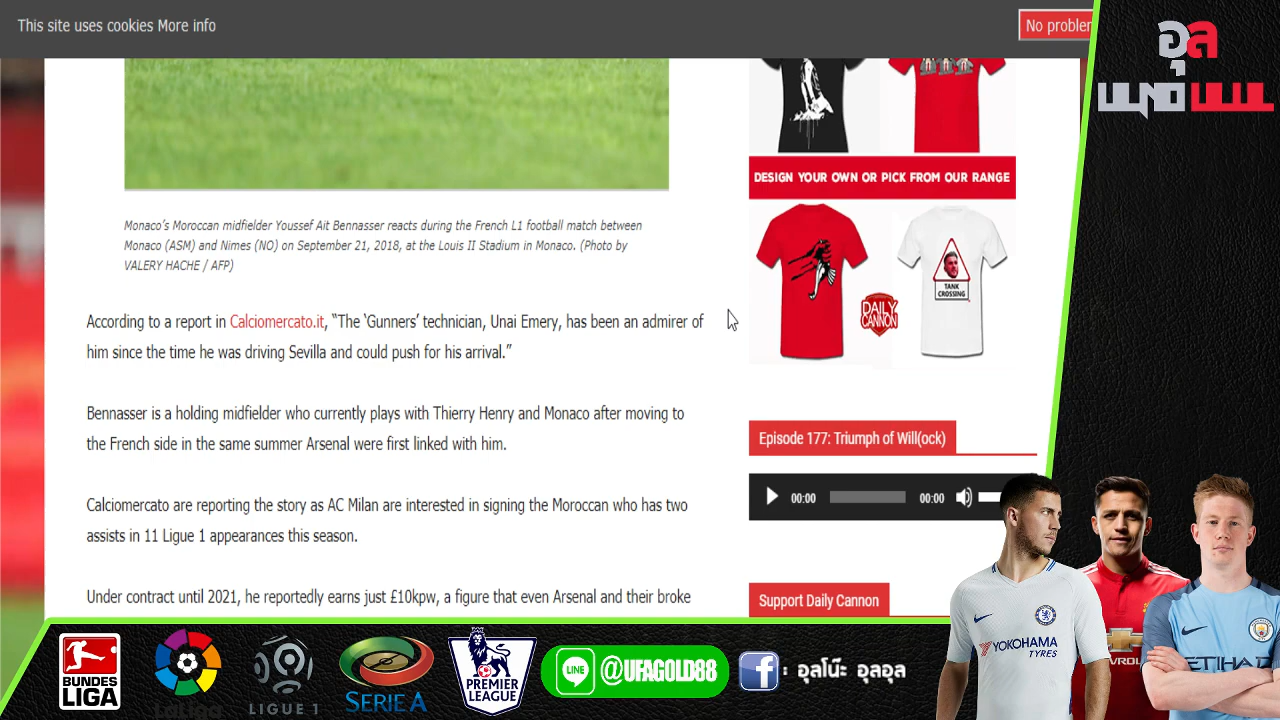 This site uses cookies More info
No problem
อุล
DESIGN YOUR OWN OR PICK FROM OUR RANGE
TANK
CROSSING
DAILY
CANNON
Monaco's Moroccan midfielder Youssef Ait Bennasser reacts during the French L1 football match between
Monaco (ASM) and Nimes (NO) on September 21, 2018, at the Louis II Stadium in Monaco. (Photo by
VALERY HACHE / AFP)
According to a report in Calciomercato.it, “The ‘Gunners’ technician, Unai Emery, has been an admirer of
him since the time he was driving Sevilla and could push for his arrival.”
Bennasser is a holding midfielder who currently plays with Thierry Henry and Monaco after moving to
the French side in the same summer Arsenal were first linked with him.
Calciomercato are reporting the story as AC Milan are interested in signing the Moroccan who has two
assists in 11 Ligue 1 appearances this season.
Under contract until 2021, he reportedly earns just £10kpw, a figure that even Arsenal and their broke
Episode 177: Triumph of Will(ock)
00:00
00:00
Support Daily Cannon
YOKOHAMA
TYRES
BUNDES
LIGA
LaLiga
LIGUE 1
SERIE A
PREMIER
LEAGUE
LINE
@UFAGOLD88
f : อุลโน๊ะ อุลอุล